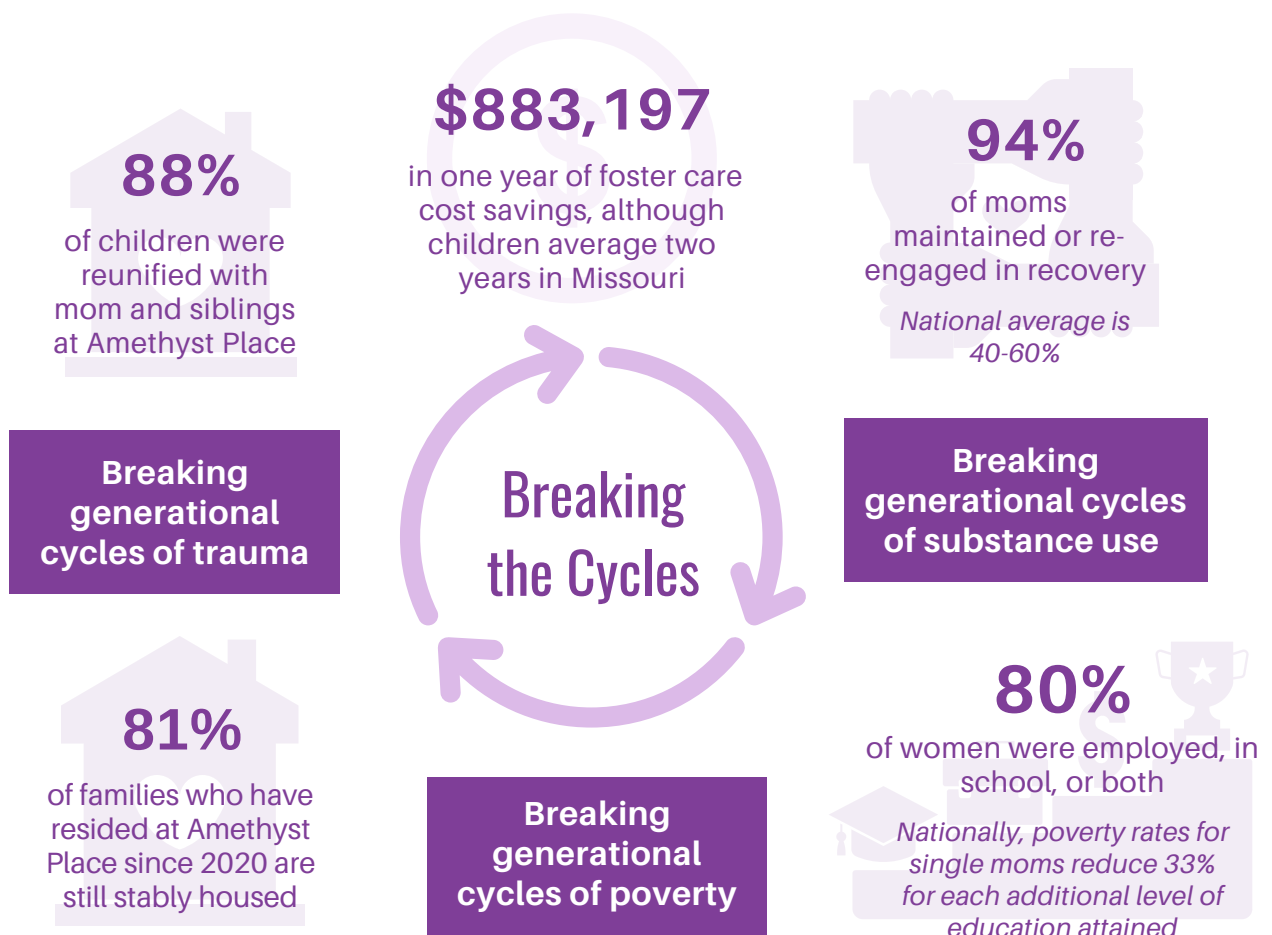 88%
of children were
reunified with
mom and siblings
at Amethyst Place
$883,197
in one year of foster care
cost savings, although
children average two
years in Missouri
94%
of moms
maintained or re-
engaged in recovery
National average is
40-60%
Breaking
generational
cycles of trauma
Breaking
the Cycles
Breaking
generational cycles
of substance use
81%
of families who have
resided at Amethyst
Place since 2020 are
still stably housed
Breaking
generational
cycles of poverty
80%
of women were employed, in
school, or both
Nationally, poverty rates for
single moms reduce 33%
for each additional level of
education attained